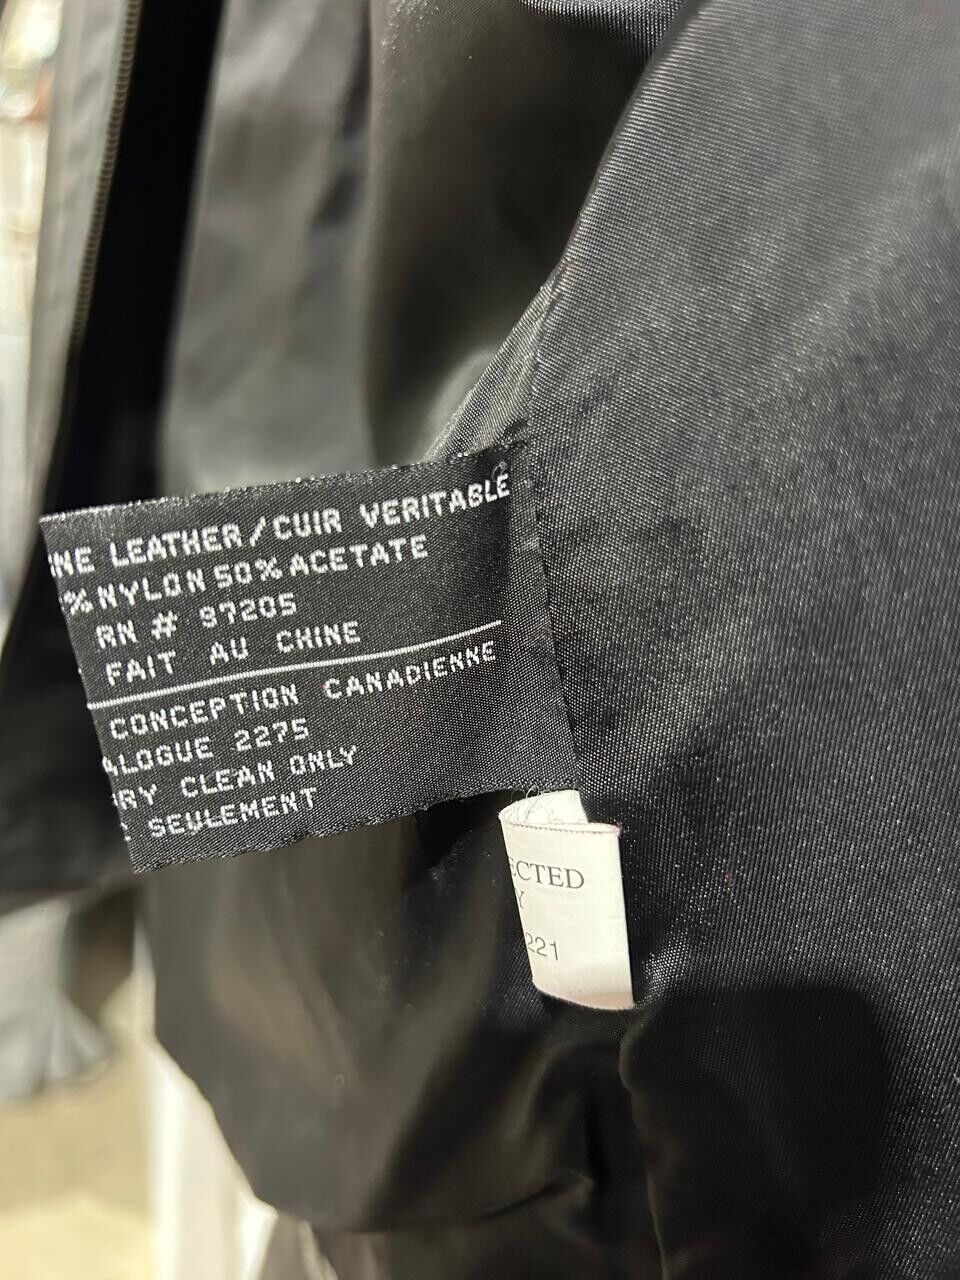 LEATHER/CUIR VERITABLE
% NYLON 50% ACETATE
RN # 97205
FAIT AU CHINE
CONCEPTION CANADIENNE
ALOGUE 2275
RY CLEAN ONLY
SEULEMENT
ECTED
Y
221